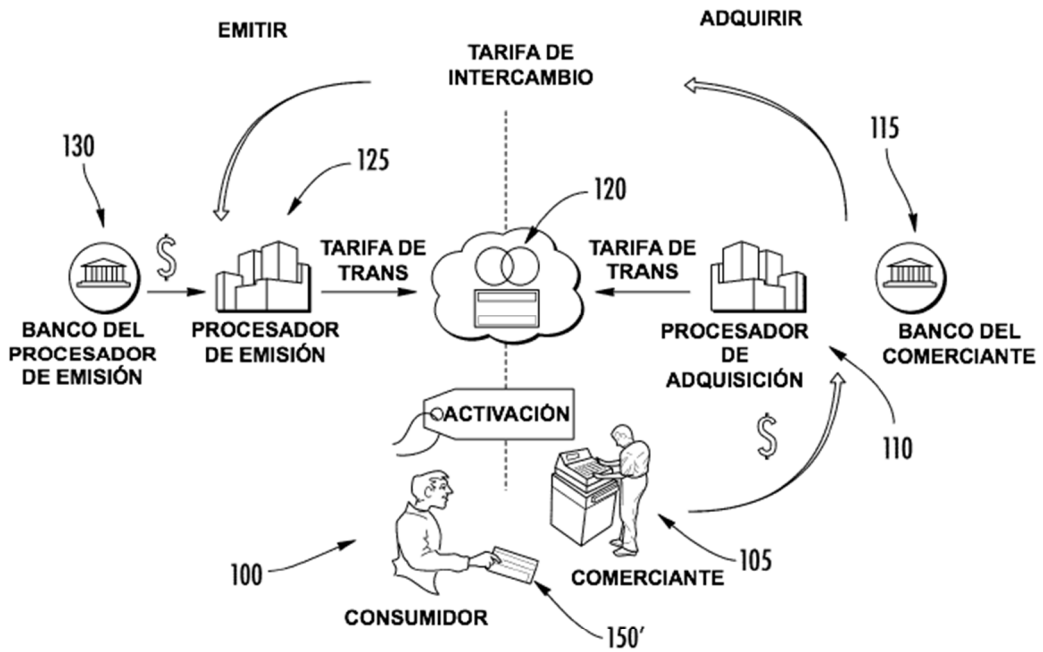 EMITIR
ADQUIRIR
TARIFA DE
INTERCAMBIO
130
125
120
115
$
TARIFA DE
TRANS
TARIFA DE
TRANS
BANCO DEL
PROCESADOR
DE EMISIÓN
PROCESADOR
DE EMISIÓN
PROCESADOR
DE
ADQUISICIÓN
BANCO DEL
COMERCIANTE
ACTIVACIÓN
$
110
100
105
COMERCIANTE
CONSUMIDOR
150'